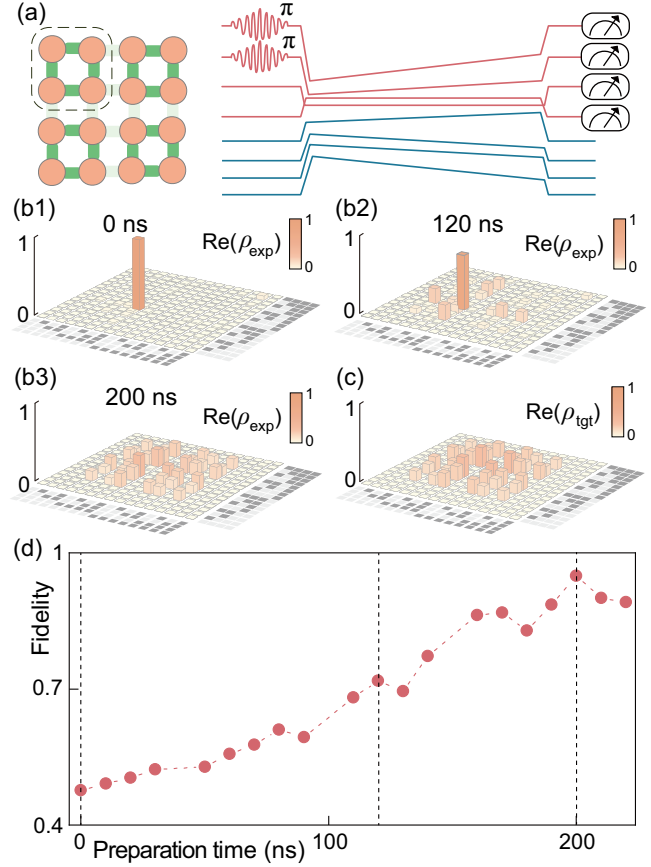 (a)
π
π
(b1)
0 ns
Re(ρexp)
1
0
1
0
(b2)
120 ns
Re(ρexp)
1
0
1
0
(b3)
200 ns
Re(ρexp)
1
0
1
0
(c)
Re(ρtgt)
1
0
1
0
(d)
1
0.7
0.4
Fidelity
0
100
200
Preparation time (ns)